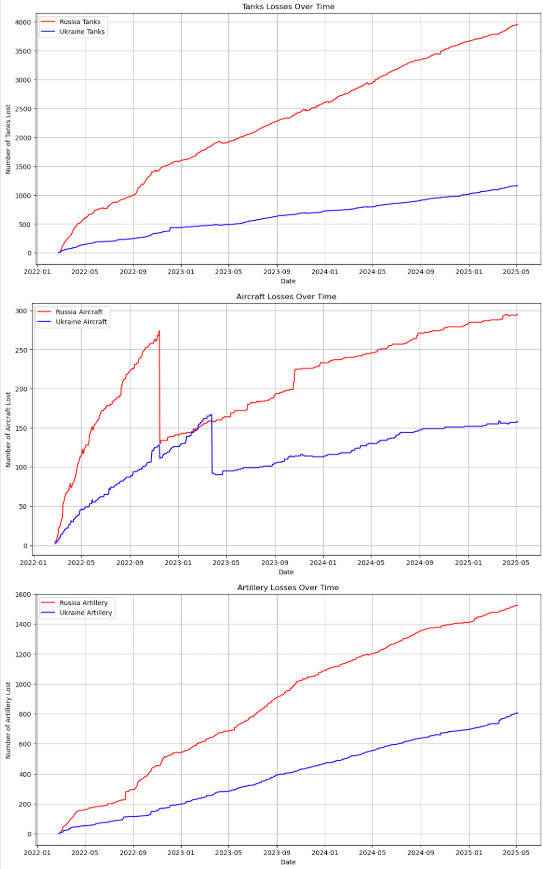 Tanks Losses Over Time
Russia Tanks
Ukraine Tanks
4000
3500
3000
2500
2000
1500
1000
500
0
Number of Tanks Lost
2022-01 2022-05 2022-09 2023-01 2023-05 2023-09 2024-01 2024-05 2024-09 2025-01 2025-05
Date
Aircraft Losses Over Time
Russia Aircraft
Ukraine Aircraft
300
250
200
150
100
50
0
Number of Aircraft Lost
2022-01 2022-05 2022-09 2023-01 2023-05 2023-09 2024-01 2024-05 2024-09 2025-01 2025-05
Date
Artillery Losses Over Time
Russia Artillery
Ukraine Artillery
1600
1400
1200
1000
800
600
400
200
0
Number of Artillery Lost
2022-01 2022-05 2022-09 2023-01 2023-05 2023-09 2024-01 2024-05 2024-09 2025-01 2025-05
Date